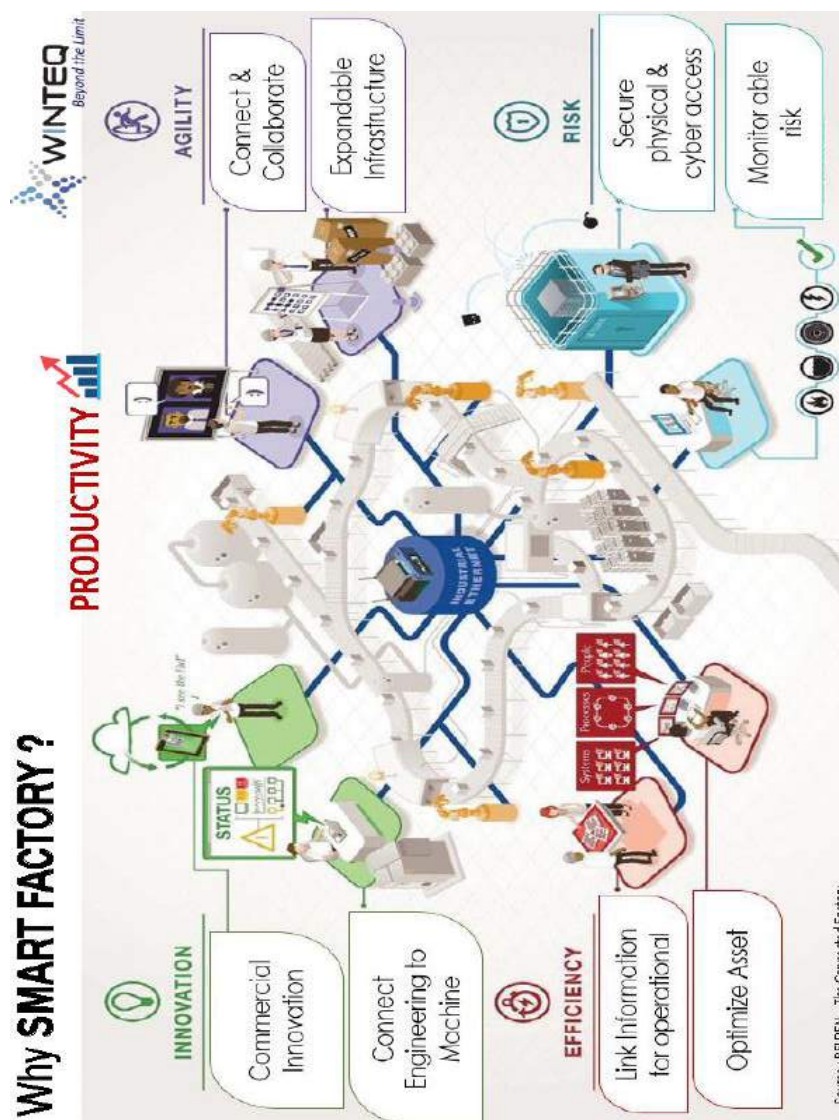 Why SMART FACTORY ?
PRODUCTIVITY
WINTEQ
Beyond the Limit
INNOVATION
Commercial
Innovation
Connect
Engineering to
Machine
STATUS
"I see the Fix!!"
AGILITY
Connect &
Collaborate
Expandable
Infrastructure
INDUSTRIAL
ETHERNET
EFFICIENCY
Link Information
for operational
Optimize Asset
Systems
Processes
People
RISK
Secure
physical &
cyber access
Monitor able
risk